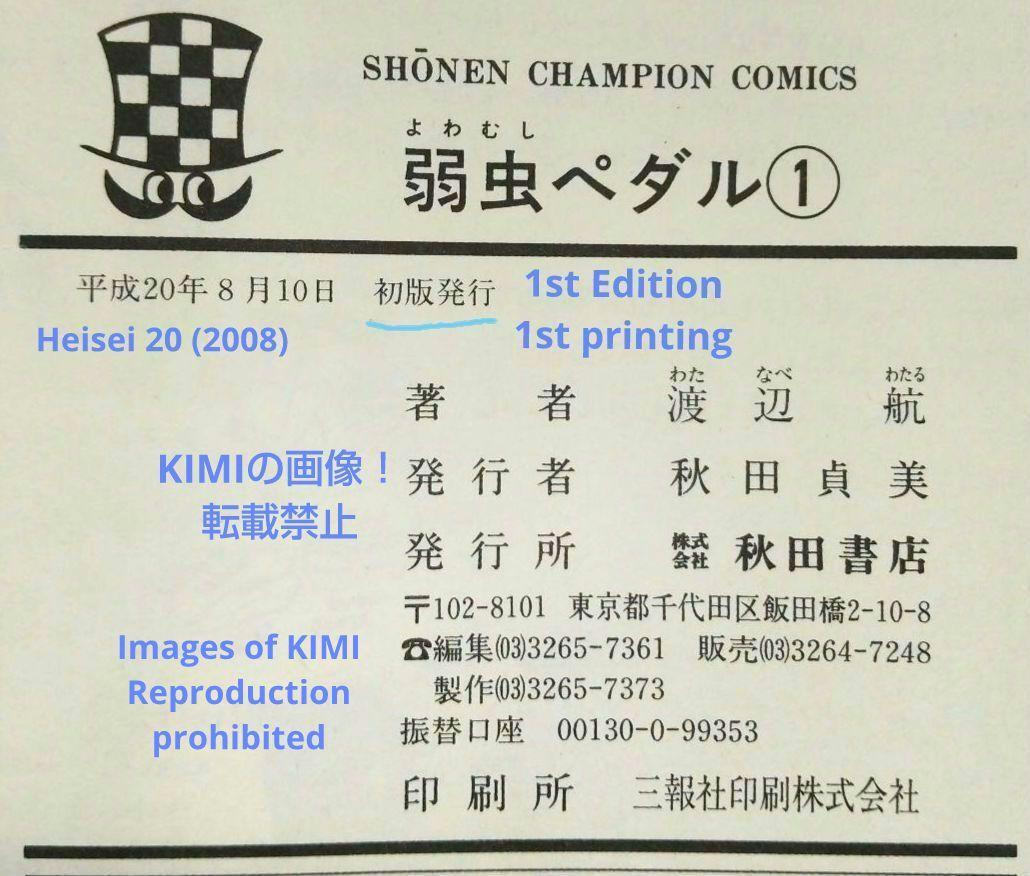 SHŌNEN CHAMPION COMICS
よわむし
弱虫ペダル①
平成20年8月10日 初版発行 1st Edition
Heisei 20 (2008) 1st printing
わた なべ わたる
著者 渡辺 航
KIMIの画像！
転載禁止
発行者 秋田貞美
発行所 株式会社 秋田書店
〒102-8101 東京都千代田区飯田橋2-10-8
Images of KIMI
Reproduction
prohibited
☎編集(03)3265-7361 販売(03)3264-7248
製作(03)3265-7373
振替口座 00130-0-99353
印刷所 三報社印刷株式会社